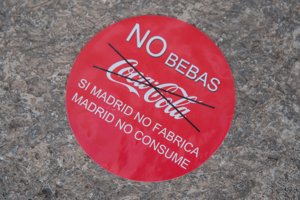 NO BEBAS
Coca-Cola
SI MADRID NO FABRICA
MADRID NO CONSUME